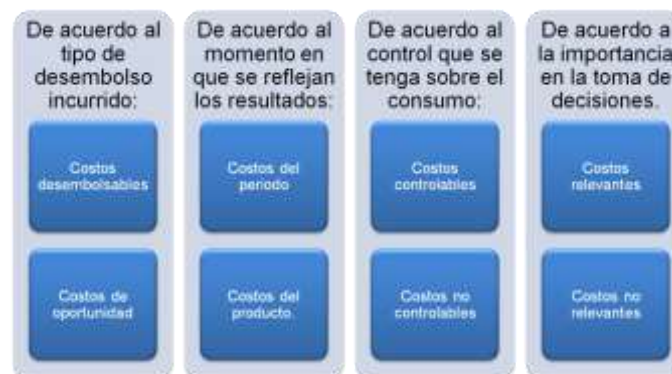 De acuerdo al
tipo de
desembolso
incurrido:
Costos
desembolsables
Costos de
oportunidad
De acuerdo al
momento en
que se reflejan
los resultados:
Costos del
periodo
Costos del
producto.
De acuerdo al
control que se
tenga sobre el
consumo:
Costos
controlables
Costos no
controlables
De acuerdo a
la importancia
en la toma de
decisiones.
Costos
relevantes
Costos no
relevantes